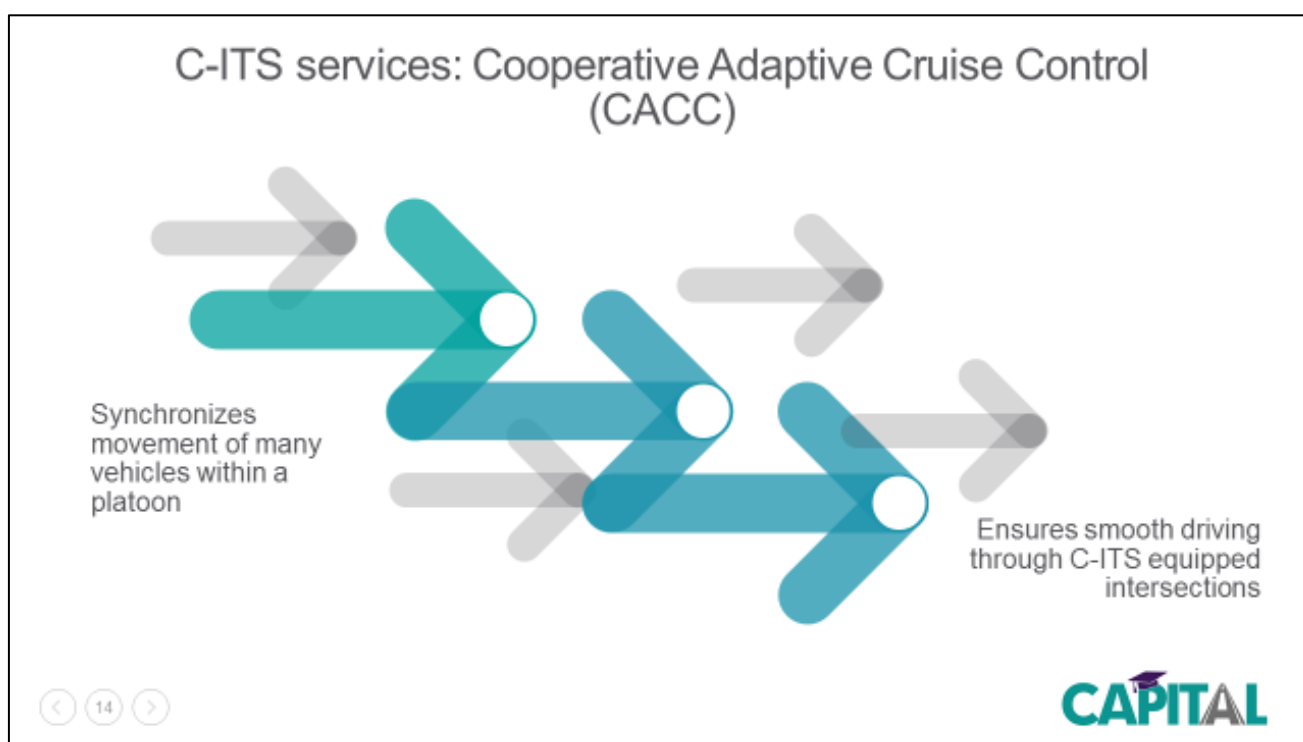 C-ITS services: Cooperative Adaptive Cruise Control
(CACC)
Synchronizes
movement of many
vehicles within a
platoon
Ensures smooth driving
through C-ITS equipped
intersections
14
CAPITAL